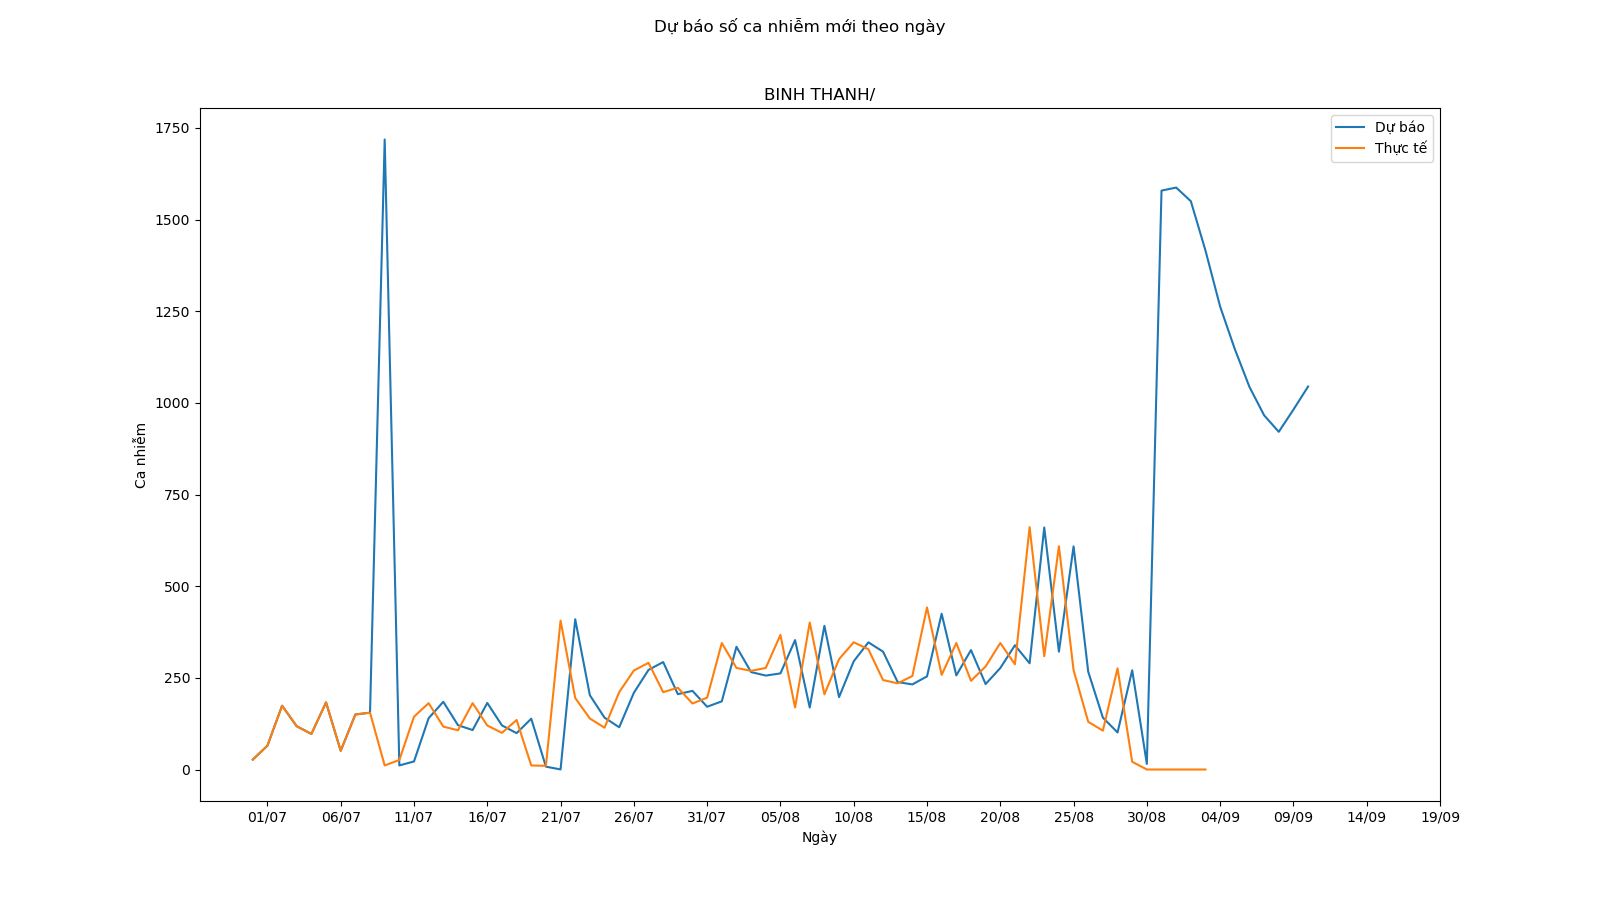 Dự báo số ca nhiễm mới theo ngày
BINH THANH/
Dự báo
Thực tế
1750
1500
1250
1000
750
500
250
0
Ca nhiễm
01/07 06/07 11/07 16/07 21/07 26/07 31/07 05/08 10/08 15/08 20/08 25/08 30/08 04/09 09/09 14/09 19/09
Ngày